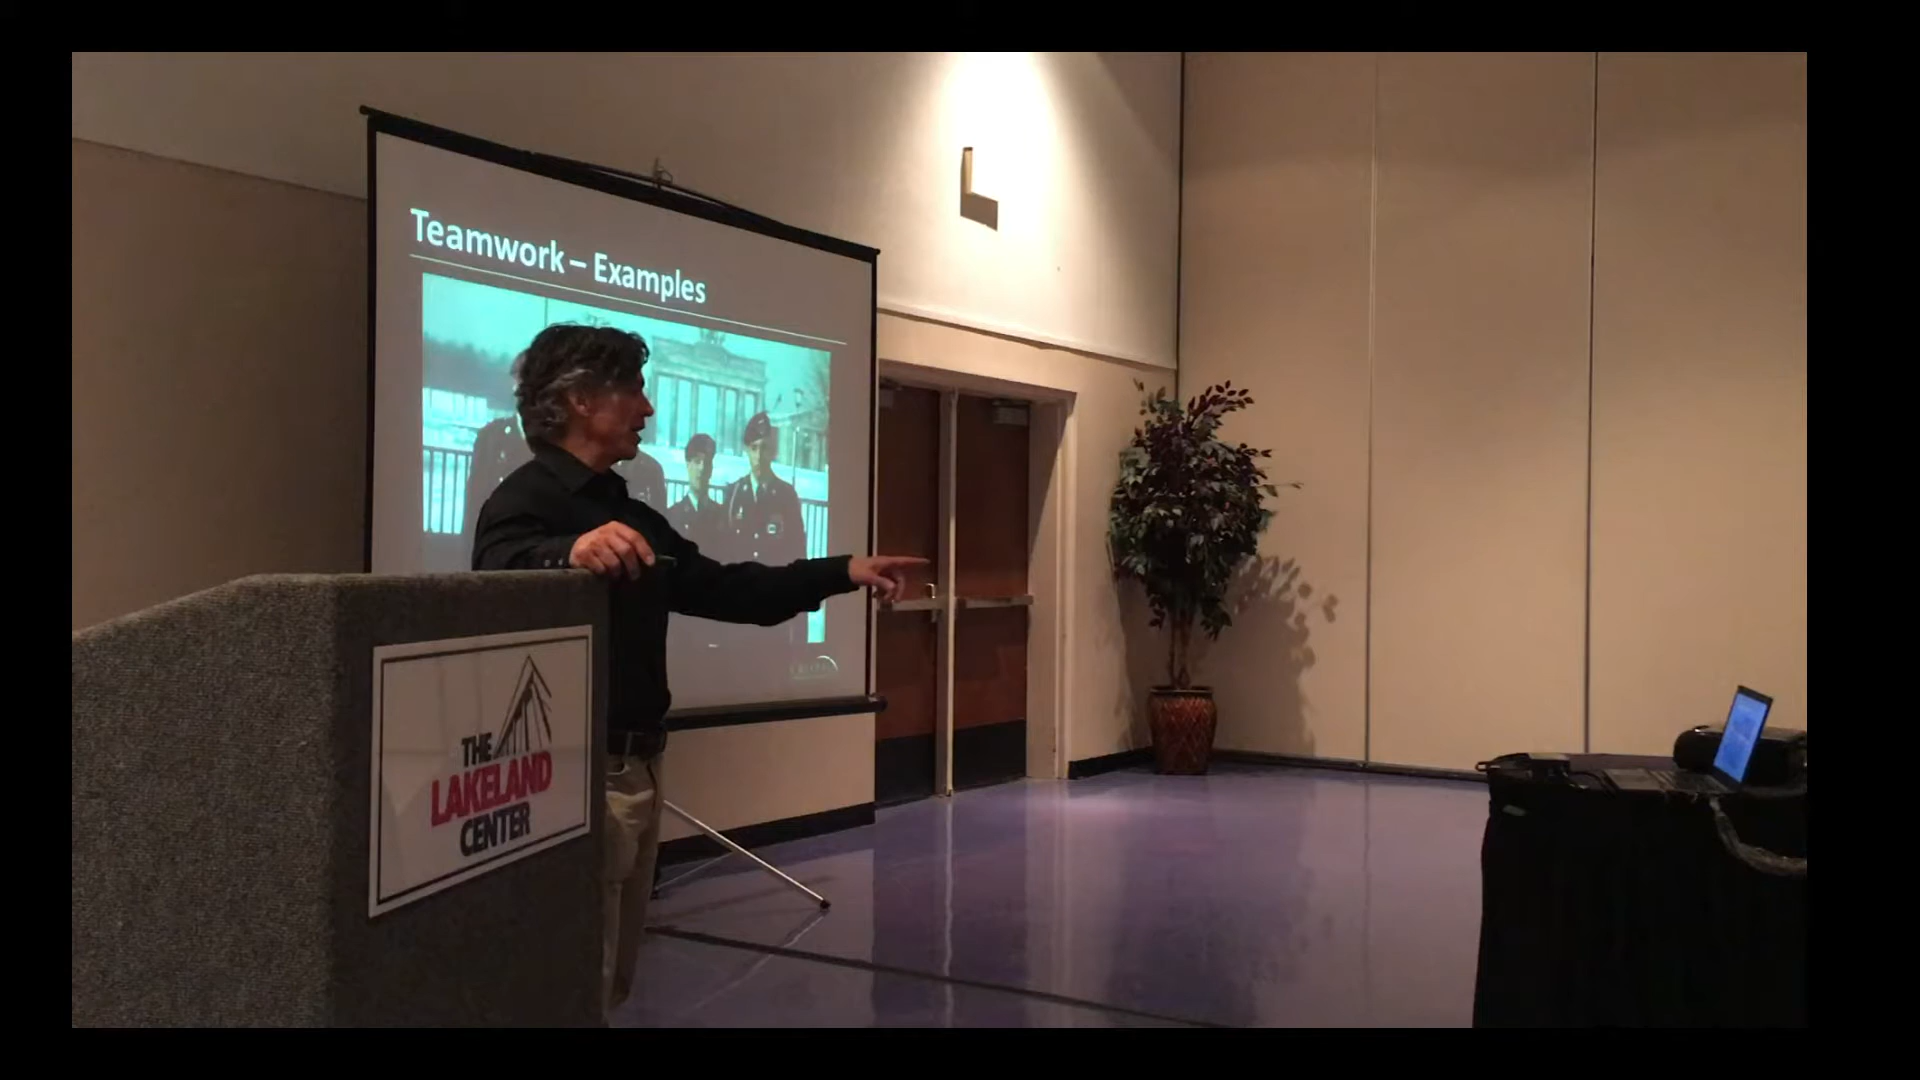 Teamwork – Examples
THE
LAKELAND
CENTER